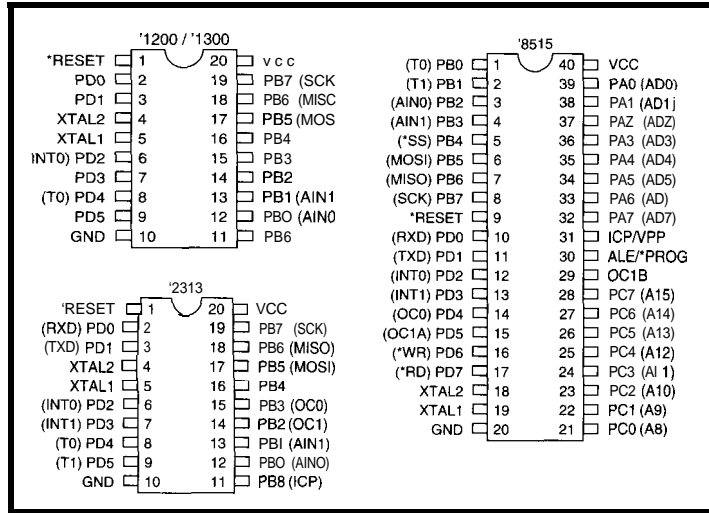 '1200 / '1300
*RESET 1 20 v c c
PD0 2 19 PB7 (SCK
PD1 3 18 PB6 (MISC
XTAL2 4 17 PB5 (MOS
XTAL1 5 16 PB4
INT0) PD2 6 15 PB3
PD3 7 14 PB2
(T0) PD4 8 13 PB1 (AIN1
PD5 9 12 PBO (AIN0
GND 10 11 PB6
'2313
'RESET 1 20 VCC
(RXD) PD0 2 19 PB7 (SCK)
(TXD) PD1 3 18 PB6 (MISO)
XTAL2 4 17 PB5 (MOSI)
XTAL1 5 16 PB4
(INT0) PD2 6 15 PB3 (OC0)
(INT1) PD3 7 14 PB2 (OC1)
(T0) PD4 8 13 PBI (AIN1)
(T1) PD5 9 12 PBO (AINO)
GND 10 11 PB8 (ICP)
'8515
(T0) PB0 1 40 VCC
(T1) PB1 2 39 PA0 (AD0)
(AIN0) PB2 3 38 PA1 (AD1j
(AIN1) PB3 4 37 PAZ (ADZ)
(*SS) PB4 5 36 PA3 (AD3)
(MOSI) PB5 6 35 PA4 (AD4)
(MISO) PB6 7 34 PA5 (AD5)
(SCK) PB7 8 33 PA6 (AD)
*RESET 9 32 PA7 (AD7)
(RXD) PD0 10 31 ICP/VPP
(TXD) PD1 11 30 ALE/*PROG
(INT0) PD2 12 29 OC1B
(INT1) PD3 13 28 PC7 (A15)
(OC0) PD4 14 27 PC6 (A14)
(OC1A) PD5 15 26 PC5 (A13)
(*WR) PD6 16 25 PC4 (A12)
(*RD) PD7 17 24 PC3 (AI 1)
XTAL2 18 23 PC2 (A10)
XTAL1 19 22 PC1 (A9)
GND 20 21 PC0 (A8)